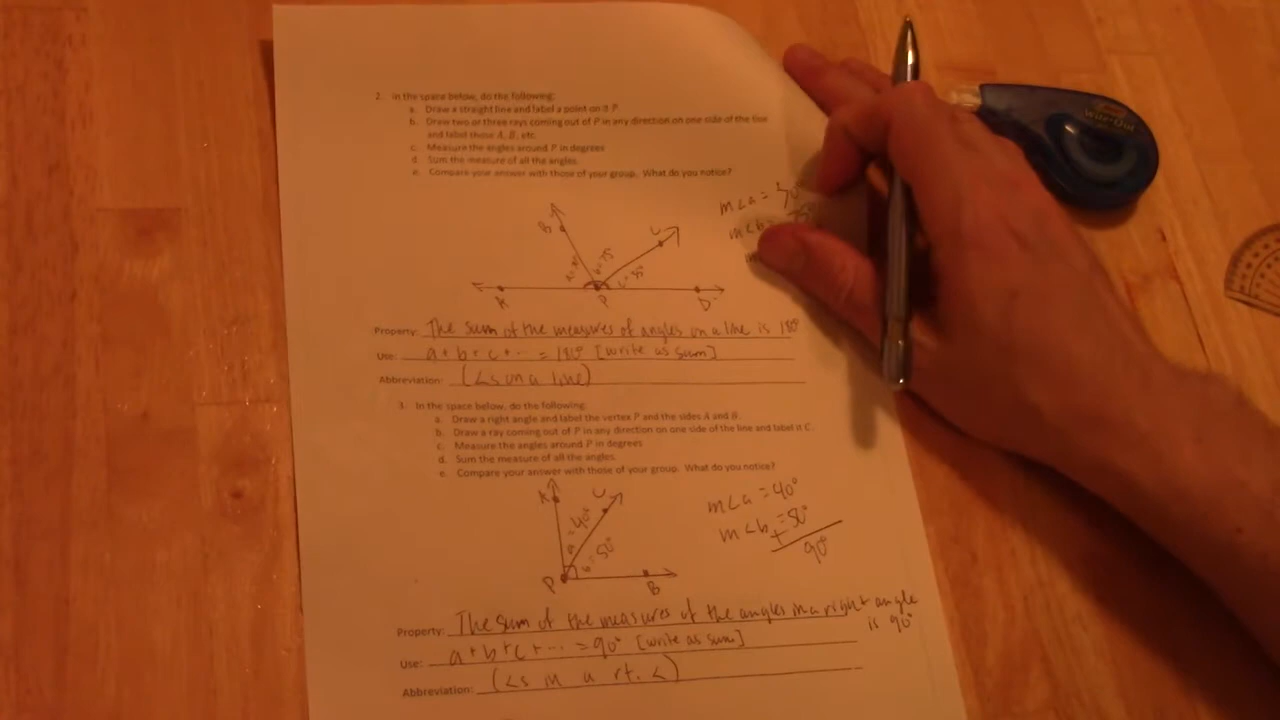 2. In the space below, do the following:
a. Draw a straight line and label a point on it P.
b. Draw two or three rays coming out of P in any direction on one side of the line
and label those A, B, etc.
c. Measure the angles around P in degrees
d. Sum the measure of all the angles.
e. Compare your answer with those of your group. What do you notice?
m<a =
m<b = 75
B
C
b=75
A
P
D
Property: The sum of the measures of angles on a line is 180°
Use: a+b+c+... = 180° [write as sum]
Abbreviation: (<s on a line)
3. In the space below, do the following:
a. Draw a right angle and label the vertex P and the sides A and B.
b. Draw a ray coming out of P in any direction on one side of the line and label it C.
c. Measure the angles around P in degrees
d. Sum the measure of all the angles.
e. Compare your answer with those of your group. What do you notice?
A
C
a=40°
b=50°
P
B
m<a = 40°
m<b = 50°
+
90°
Property: The sum of the measures of the angles in a right angle
is 90°
Use: a+b+c+... = 90° [write as sum]
Abbreviation: (<s in a rt. <)
Wite-Out